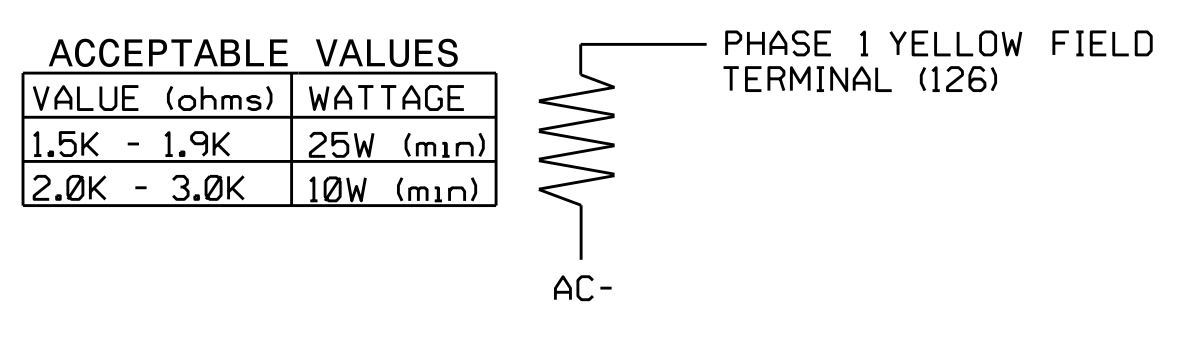 ACCEPTABLE VALUES
VALUE (ohms) WATTAGE
1.5K - 1.9K 25W (min)
2.0K - 3.0K 10W (min)
PHASE 1 YELLOW FIELD
TERMINAL (126)
AC-